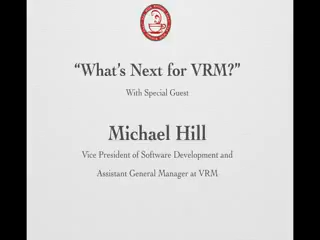 “What’s Next for VRM?”
With Special Guest
Michael Hill
Vice President of Software Development and
Assistant General Manager at VRM